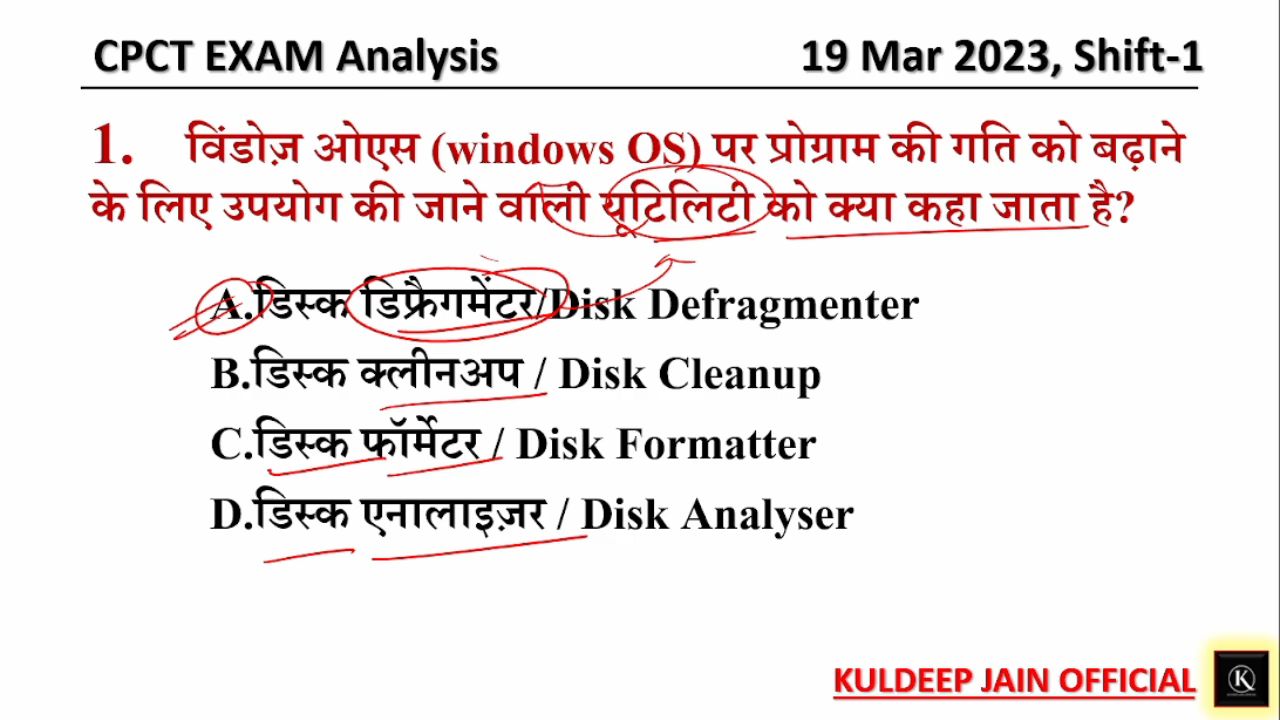 CPCT EXAM Analysis 19 Mar 2023, Shift-1
1. विंडोज़ ओएस (windows OS) पर प्रोग्राम की गति को बढ़ाने
के लिए उपयोग की जाने वाली यूटिलिटी को क्या कहा जाता है?
A.डिस्क डिफ्रैगमेंटर/Disk Defragmenter
B.डिस्क क्लीनअप / Disk Cleanup
C.डिस्क फॉर्मेटर / Disk Formatter
D.डिस्क एनालाइज़र / Disk Analyser
KULDEEP JAIN OFFICIAL
K